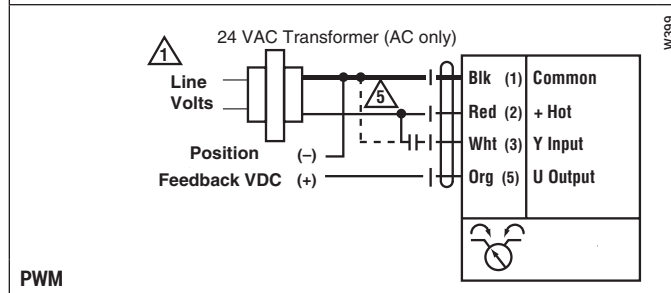 24 VAC Transformer (AC only)
W399
1
Line
Volts
5
Blk (1) Common
Red (2) + Hot
Wht (3) Y Input
Org (5) U Output
Position (–)
Feedback VDC (+)
PWM